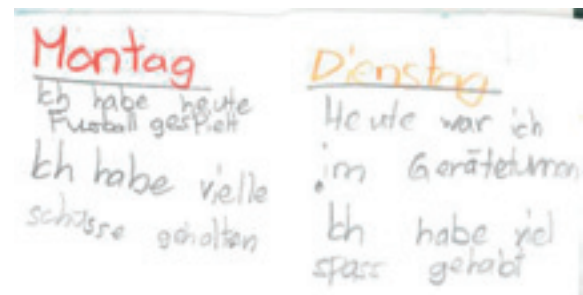 Montag
Ich habe heute
Fussball gespielt
Ich habe vielle
schüsse gehalten
Dienstag
Heute war ich
im Geräteturnen
Ich habe viel
spass gehabt